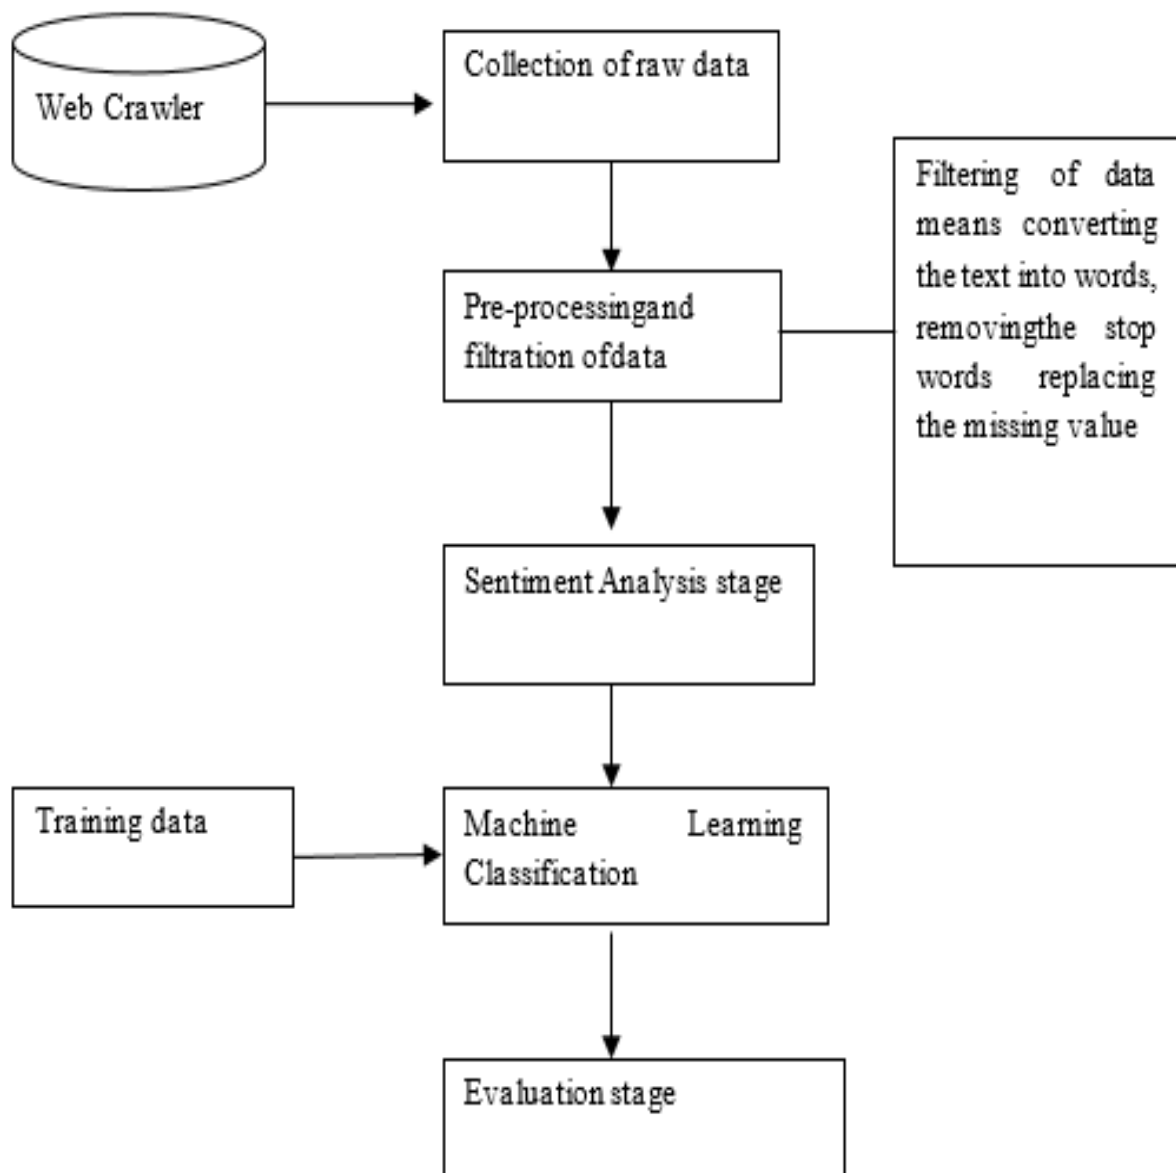 Web Crawler
Collection of raw data
Filtering of data
means converting
the text into words,
removingthe stop
words replacing
the missing value
Pre-processingand
filtration ofdata
Sentiment Analysis stage
Training data
Machine Learning
Classification
Evaluation stage